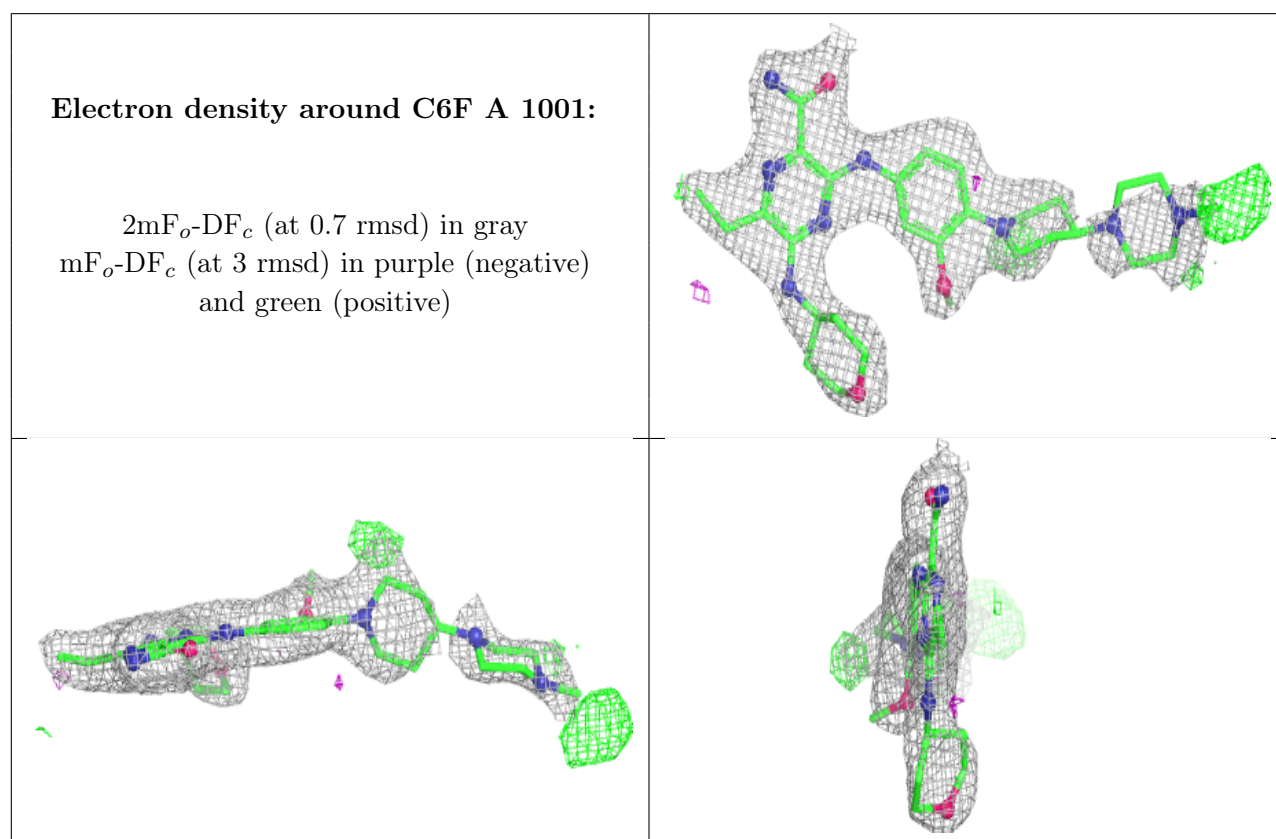 Electron density around C6F A 1001:
2mFo-DFc (at 0.7 rmsd) in gray
mFo-DFc (at 3 rmsd) in purple (negative)
and green (positive)